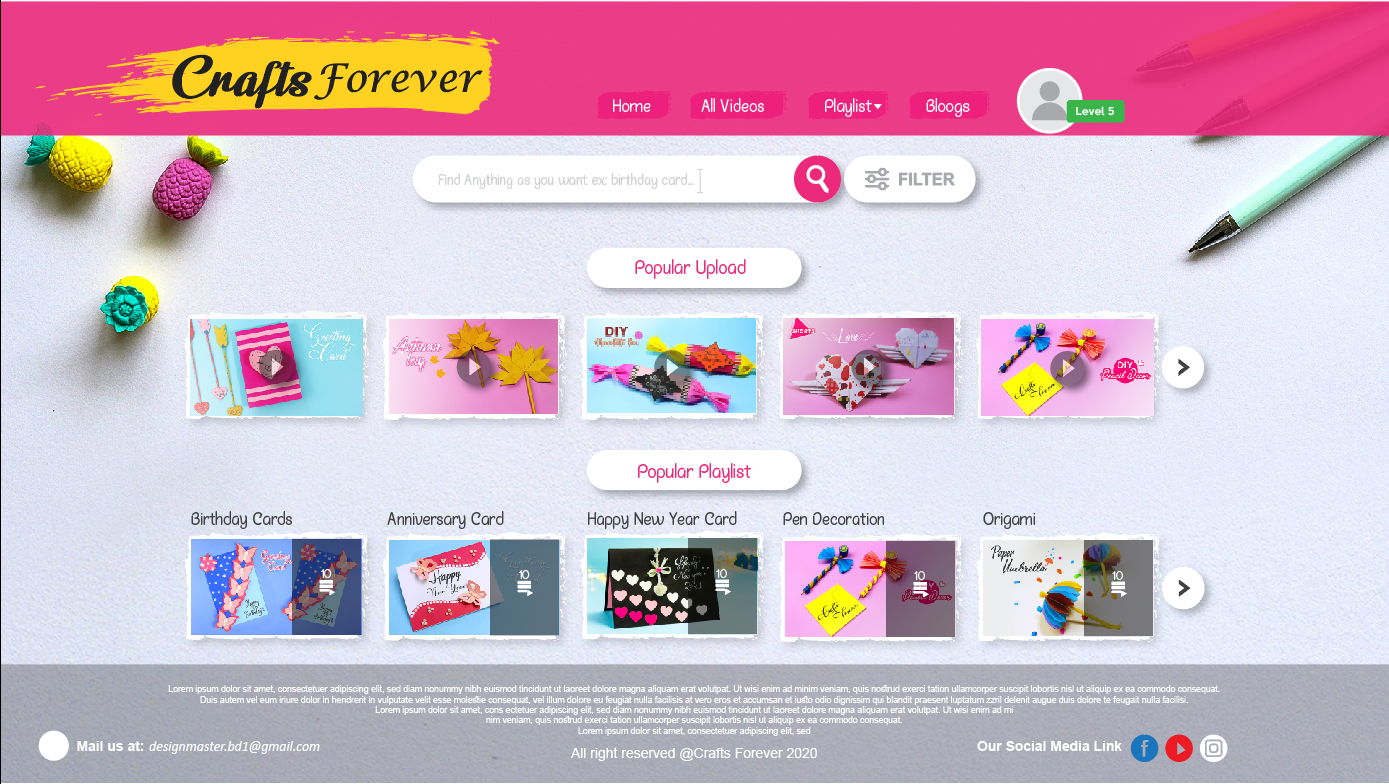 Crafts Forever
Home
All Videos
Playlist
Bloogs
Level 5
Find Anything as you want ex: birthday card...
FILTER
Popular Upload
Greeting
Card
DIY
Chocolate Box
SHORTS
Love
Crafts
Forever
DIY
Pencil Decor
Popular Playlist
Birthday Cards
Anniversary Card
Happy New Year Card
Pen Decoration
Origami
Greeting
Card
10
Happy
New Year
10
10
Crafts
Forever
10
Paper
Umbrella
10
Lorem ipsum dolor sit amet, consectetuer adipiscing elit, sed diam nonummy nibh euismod tincidunt ut laoreet dolore magna aliquam erat volutpat. Ut wisi enim ad minim veniam, quis nostrud exerci tation ullamcorper suscipit lobortis nisl ut aliquip ex ea commodo consequat.
Duis autem vel eum iriure dolor in hendrerit in vulputate velit esse molestie consequat, vel illum dolore eu feugiat nulla facilisis at vero eros et accumsan et iusto odio dignissim qui blandit praesent luptatum zzril delenit augue duis dolore te feugait nulla facilisi.
Lorem ipsum dolor sit amet, cons ectetuer adipiscing elit, sed diam nonummy nibh euismod tincidunt ut laoreet dolore magna aliquam erat volutpat. Ut wisi enim ad mi
nim veniam, quis nostrud exerci tation ullamcorper suscipit lobortis nisl ut aliquip ex ea commodo consequat.
Lorem ipsum dolor sit amet, consectetuer adipiscing elit, sed
Mail us at: designmaster.bd1@gmail.com
All right reserved @Crafts Forever 2020
Our Social Media Link